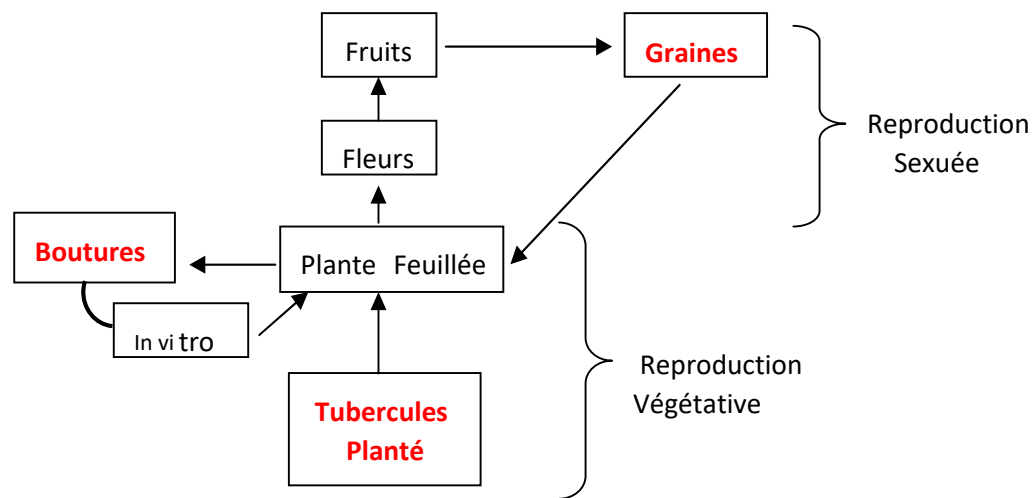 Fruits
Graines
Reproduction
Sexuée
Fleurs
Boutures
Plante Feuillée
In vi tro
Reproduction
Végétative
Tubercules
Planté